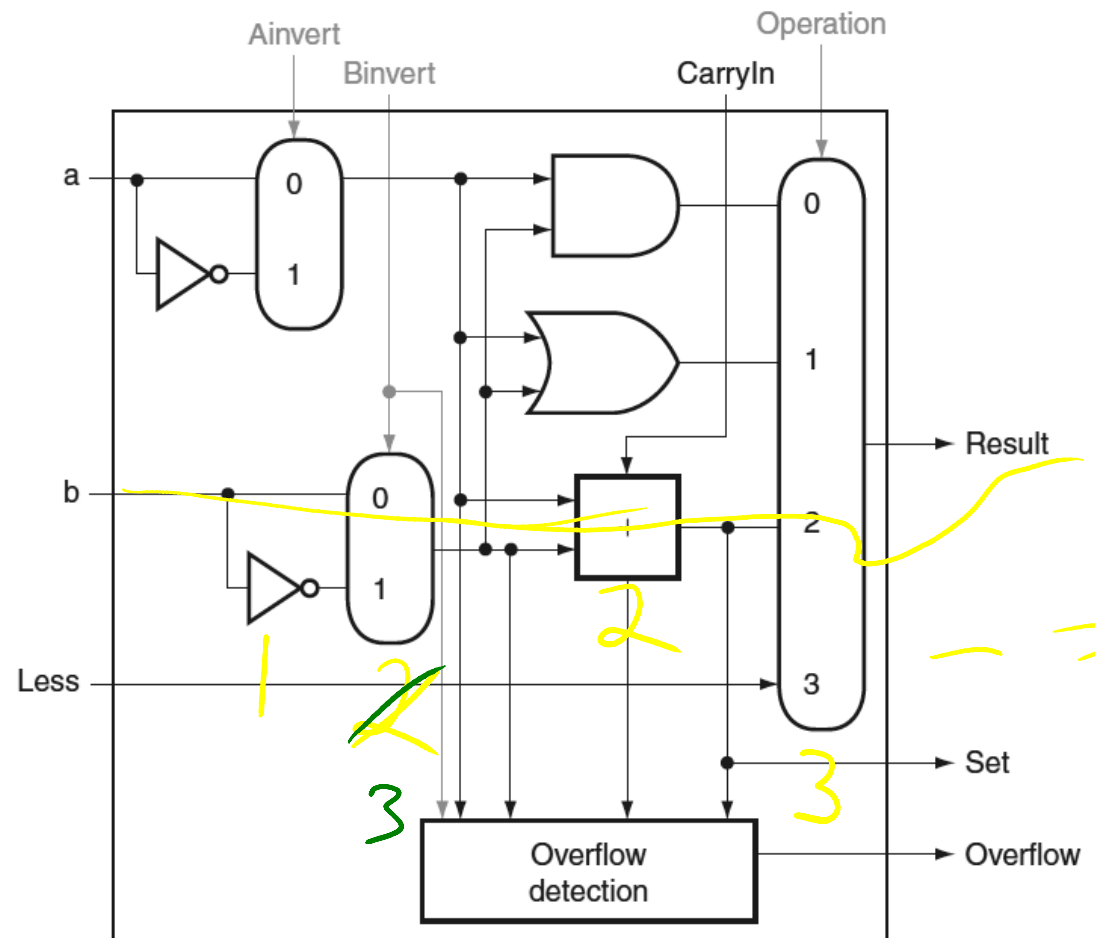 Ainvert
Operation
Binvert
CarryIn
a
0
0
1
1
Result
b
0
+
2
1
2
1
2
Less
3
3
3
Set
Overflow
detection
Overflow